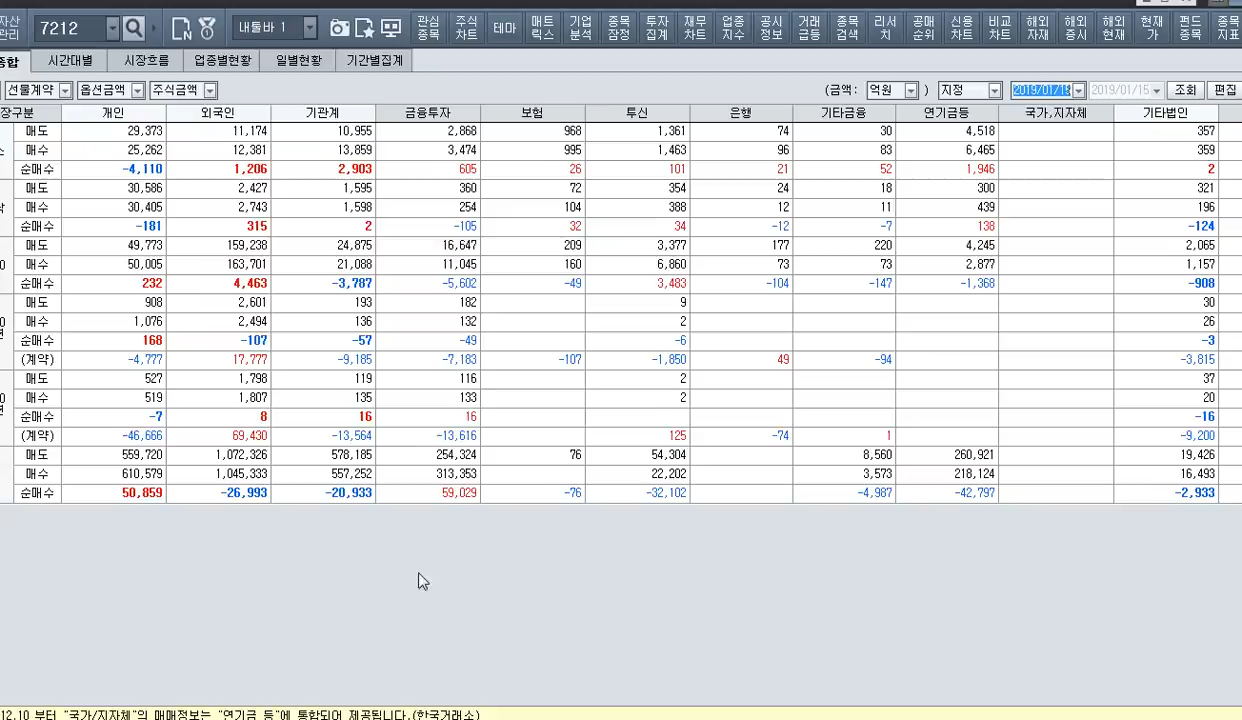 자산 7212 내툴바 1 관심 주식 테마 매트 기업 종목 투자 재무 업종 공시 거래 종목 리서 공매 신용 비교 해외 해외 해외 현재 펀드 종목
관리 종목 차트 릭스 분석 잠정 집계 차트 지수 정보 급등 검색 치 순위 차트 차트 자재 증시 현재 가 종목 지표
종합 시간대별 시장흐름 업종별현황 일별현황 기간별집계
선물계약 옵션금액 주식금액 (금액: 억원 ) 지정 2019/01/15 2019/01/15 조회 편집
장구분 개인 외국인 기관계 금융투자 보험 투신 은행 기타금융 연기금등 국가,지자체 기타법인
매도 29,373 11,174 10,955 2,868 968 1,361 74 30 4,518 357
매수 25,262 12,381 13,859 3,474 995 1,463 96 83 6,465 359
순매수 -4,110 1,206 2,903 605 26 101 21 52 1,946 2
매도 30,586 2,427 1,595 360 72 354 24 18 300 321
매수 30,405 2,743 1,598 254 104 388 12 11 439 196
순매수 -181 315 2 -105 32 34 -12 -7 138 -124
매도 49,773 159,238 24,875 16,647 209 3,377 177 220 4,245 2,065
0 매수 50,005 163,701 21,088 11,045 160 6,860 73 73 2,877 1,157
순매수 232 4,463 -3,787 -5,602 -49 3,483 -104 -147 -1,368 -908
매도 908 2,601 193 182 9 30
0 매수 1,076 2,494 136 132 2 26
순매수 168 -107 -57 -49 -6 -3
(계약) -4,777 17,777 -9,185 -7,183 -107 -1,850 49 -94 -3,815
매도 527 1,798 119 116 2 37
0 매수 519 1,807 135 133 2 20
순매수 -7 8 16 16 -16
(계약) -46,666 69,430 -13,564 -13,616 125 -74 1 -9,200
매도 559,720 1,072,326 578,185 254,324 76 54,304 8,560 260,921 19,426
매수 610,579 1,045,333 557,252 313,353 22,202 3,573 218,124 16,493
순매수 50,859 -26,993 -20,933 59,029 -76 -32,102 -4,987 -42,797 -2,933
12.10 부터 "국가/지자체"의 매매정보는 "연기금 등"에 통합되어 제공됩니다.(한국거래소)